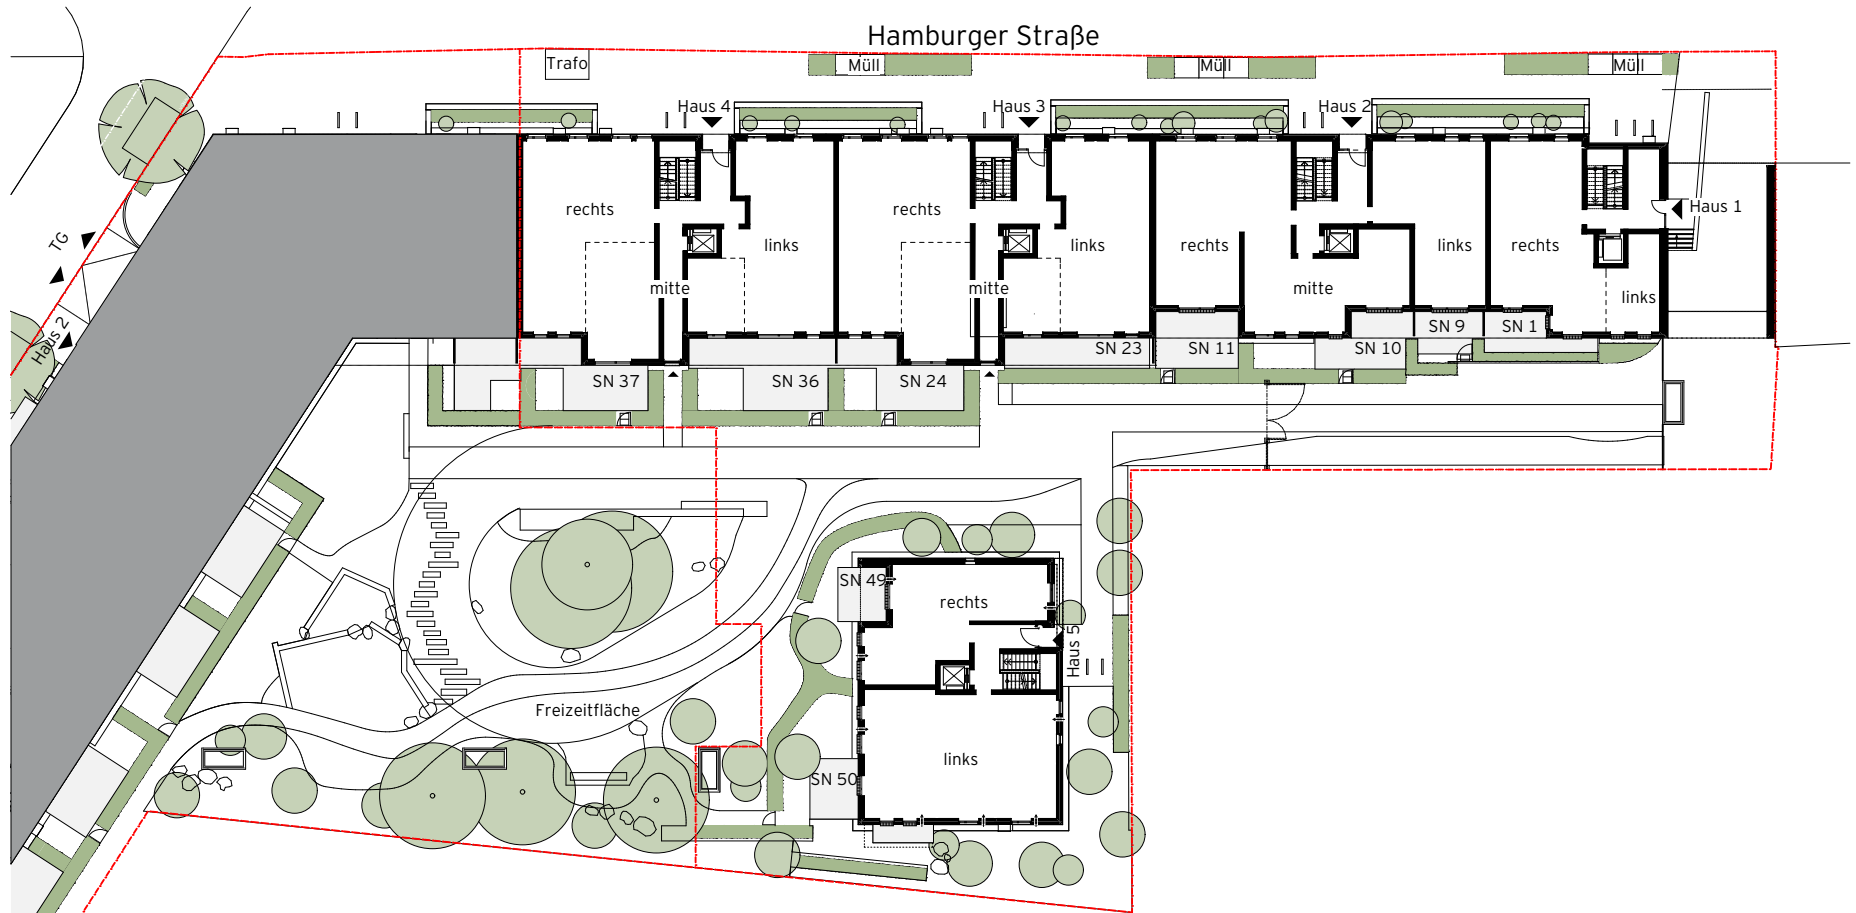 Hamburger Straße
Trafo
Müll
Müll
Müll
Haus 4
Haus 3
Haus 2
rechts
links
mitte
rechts
links
mitte
rechts
mitte
links
rechts
links
Haus 1
TG
Haus 2
SN 37
SN 36
SN 24
SN 23
SN 11
SN 10
SN 9
SN 1
SN 49
rechts
Haus 5
links
SN 50
Freizeitfläche